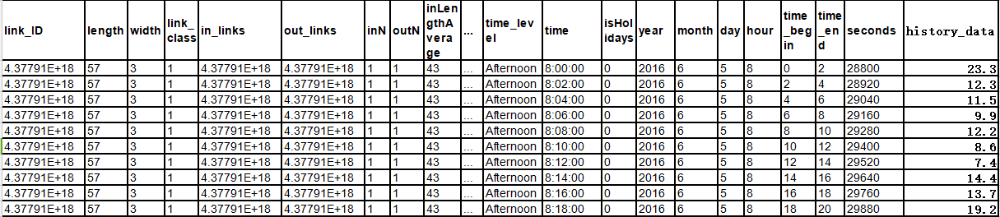 link_ID length width link_class in_links out_links inN outN inLengthAverage ... time_level time isHolidays year month day hour time_begin time_end seconds history_data
4.37791E+18 57 3 1 4.37791E+18 4.37791E+18 1 1 43 ... Afternoon 8:00:00 0 2016 6 5 8 0 2 28800 23.3
4.37791E+18 57 3 1 4.37791E+18 4.37791E+18 1 1 43 ... Afternoon 8:02:00 0 2016 6 5 8 2 4 28920 12.3
4.37791E+18 57 3 1 4.37791E+18 4.37791E+18 1 1 43 ... Afternoon 8:04:00 0 2016 6 5 8 4 6 29040 11.5
4.37791E+18 57 3 1 4.37791E+18 4.37791E+18 1 1 43 ... Afternoon 8:06:00 0 2016 6 5 8 6 8 29160 9.9
4.37791E+18 57 3 1 4.37791E+18 4.37791E+18 1 1 43 ... Afternoon 8:08:00 0 2016 6 5 8 8 10 29280 12.2
4.37791E+18 57 3 1 4.37791E+18 4.37791E+18 1 1 43 ... Afternoon 8:10:00 0 2016 6 5 8 10 12 29400 8.6
4.37791E+18 57 3 1 4.37791E+18 4.37791E+18 1 1 43 ... Afternoon 8:12:00 0 2016 6 5 8 12 14 29520 7.4
4.37791E+18 57 3 1 4.37791E+18 4.37791E+18 1 1 43 ... Afternoon 8:14:00 0 2016 6 5 8 14 16 29640 14.4
4.37791E+18 57 3 1 4.37791E+18 4.37791E+18 1 1 43 ... Afternoon 8:16:00 0 2016 6 5 8 16 18 29760 13.7
4.37791E+18 57 3 1 4.37791E+18 4.37791E+18 1 1 43 ... Afternoon 8:18:00 0 2016 6 5 8 18 20 29880 19.2